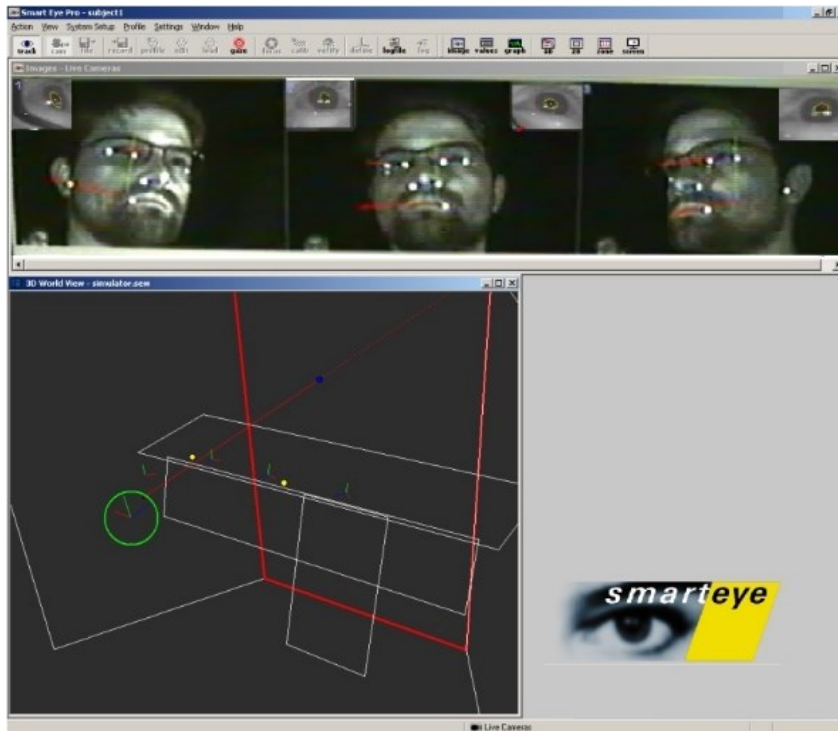 Smart Eye Pro - subject1
Action View System Setup Profile Settings Window Help
track cam file record profile edit head gaze focus calib verify define logfile log image values graph 3D zone screen
Images - Live Cameras
1
3D World View - simulator.sew
smarteye
Live Cameras